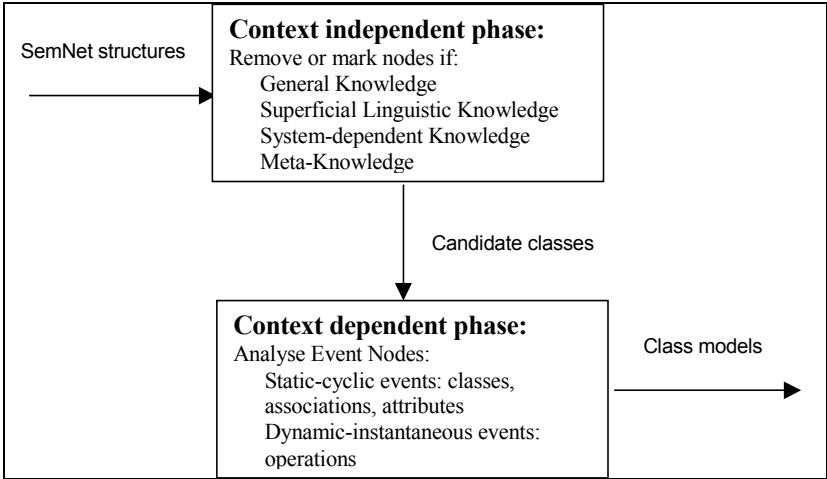 SemNet structures
Context independent phase:
Remove or mark nodes if:
General Knowledge
Superficial Linguistic Knowledge
System-dependent Knowledge
Meta-Knowledge
Candidate classes
Context dependent phase:
Analyse Event Nodes:
Static-cyclic events: classes,
associations, attributes
Dynamic-instantaneous events:
operations
Class models